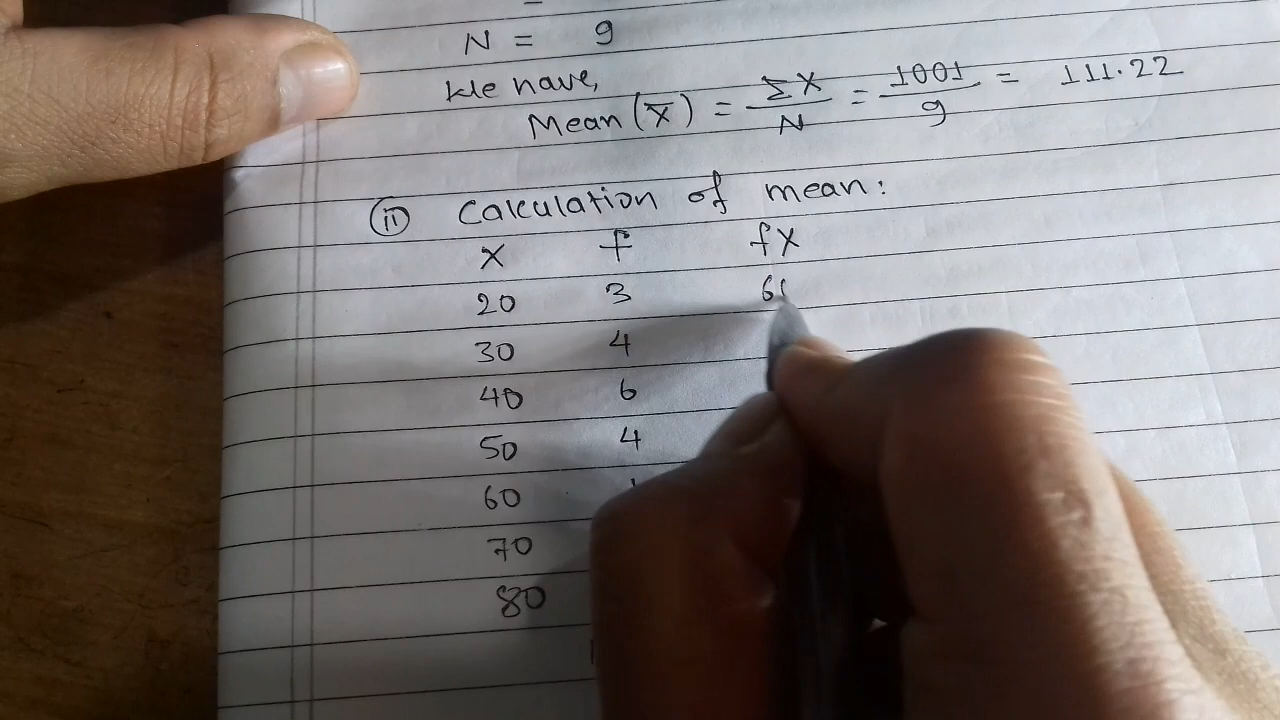 N = 9
We have,
Mean (X̅) = ΣX/N = 1001/9 = 111.22
(ii) Calculation of mean:
X f fX
20 3
30 4
40 6
50 4
60
70
80